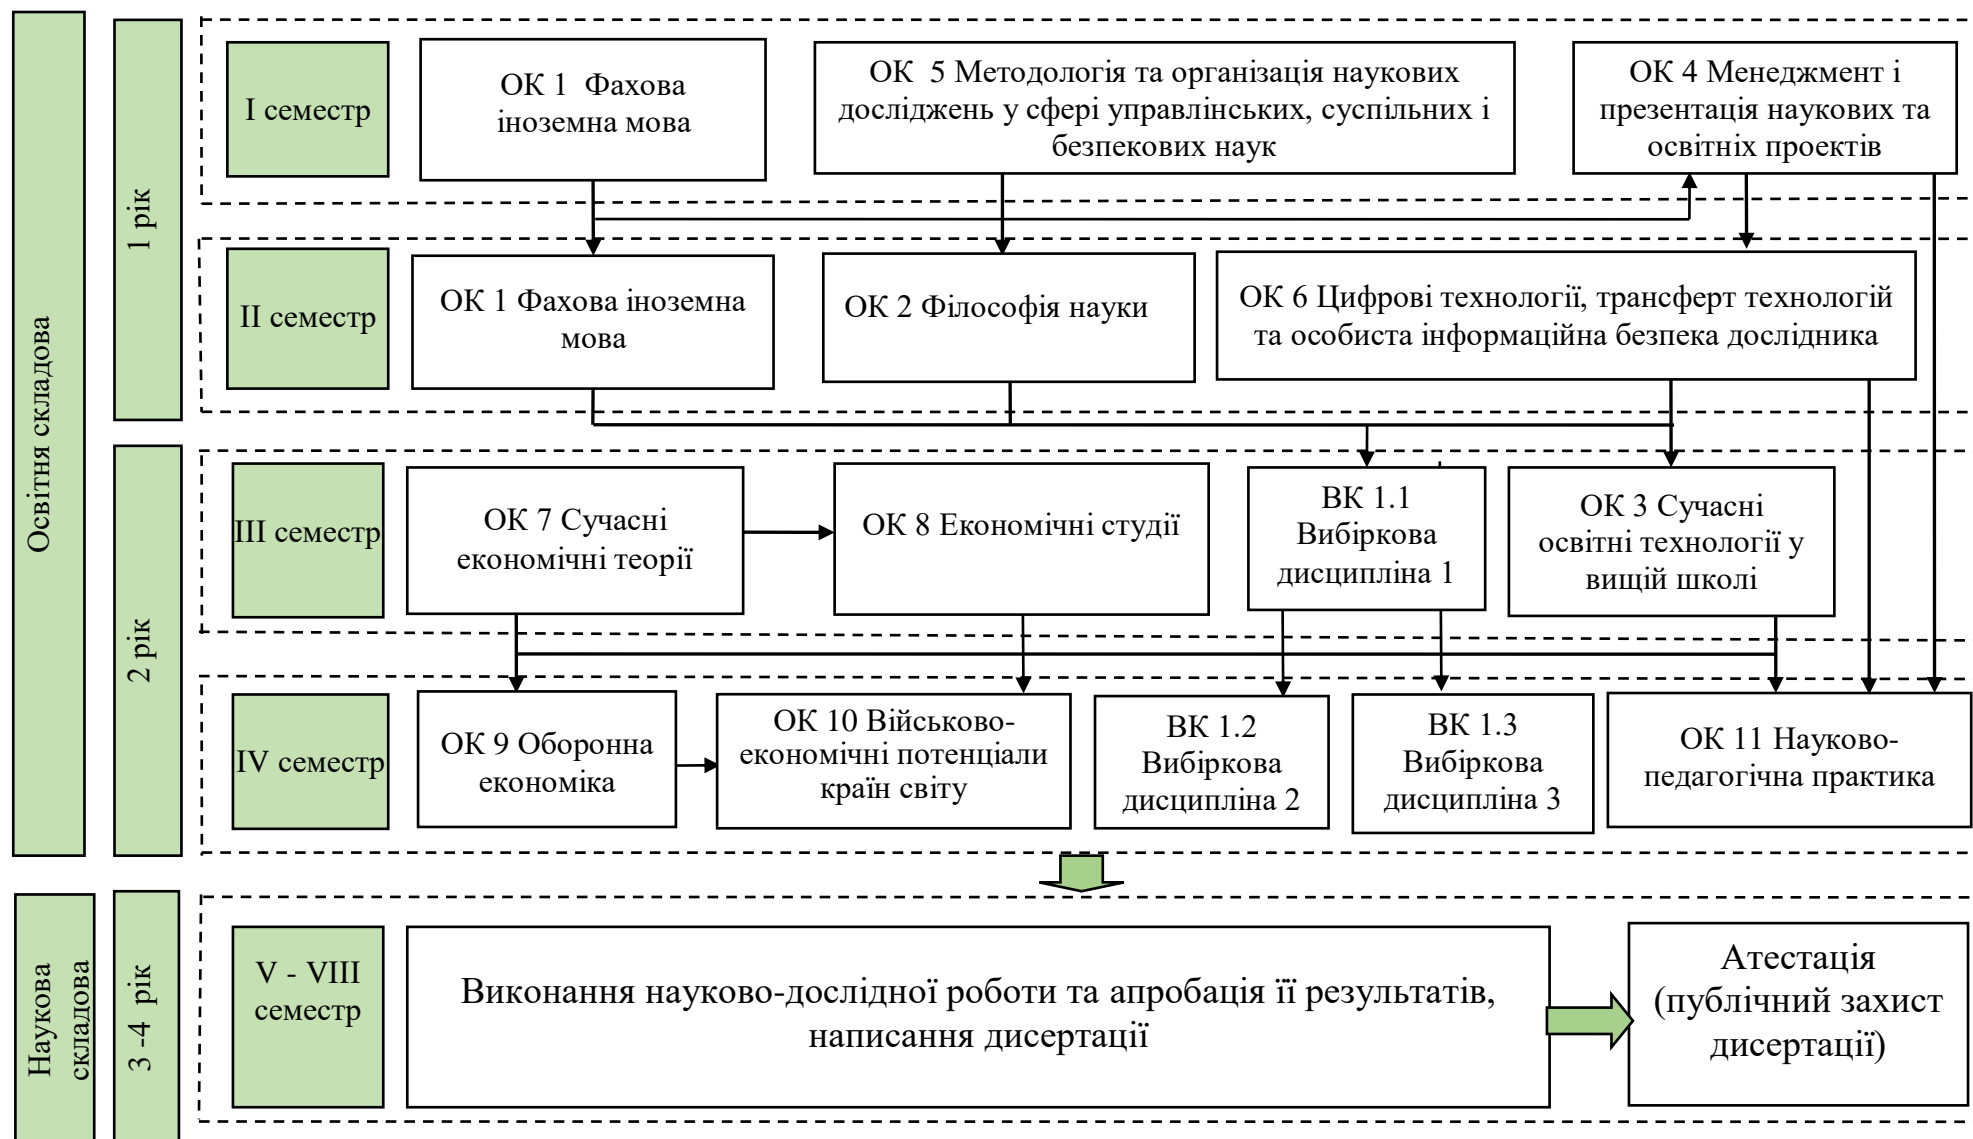 Освітня складова
1 рік
I семестр
ОК 1 Фахова
іноземна мова
ОК 5 Методологія та організація наукових
досліджень у сфері управлінських, суспільних і
безпекових наук
ОК 4 Менеджмент і
презентація наукових та
освітніх проектів
II семестр
ОК 1 Фахова іноземна
мова
ОК 2 Філософія науки
ОК 6 Цифрові технології, трансферт технологій
та особиста інформаційна безпека дослідника
2 рік
III семестр
ОК 7 Сучасні
економічні теорії
ОК 8 Економічні студії
ВК 1.1
Вибіркова
дисципліна 1
ОК 3 Сучасні
освітні технології у
вищій школі
IV семестр
ОК 9 Оборонна
економіка
ОК 10 Військово-
економічні потенціали
країн світу
ВК 1.2
Вибіркова
дисципліна 2
ВК 1.3
Вибіркова
дисципліна 3
ОК 11 Науково-
педагогічна практика
Наукова
складова
3 -4 рік
V - VIII
семестр
Виконання науково-дослідної роботи та апробація її результатів,
написання дисертації
Атестація
(публічний захист
дисертації)